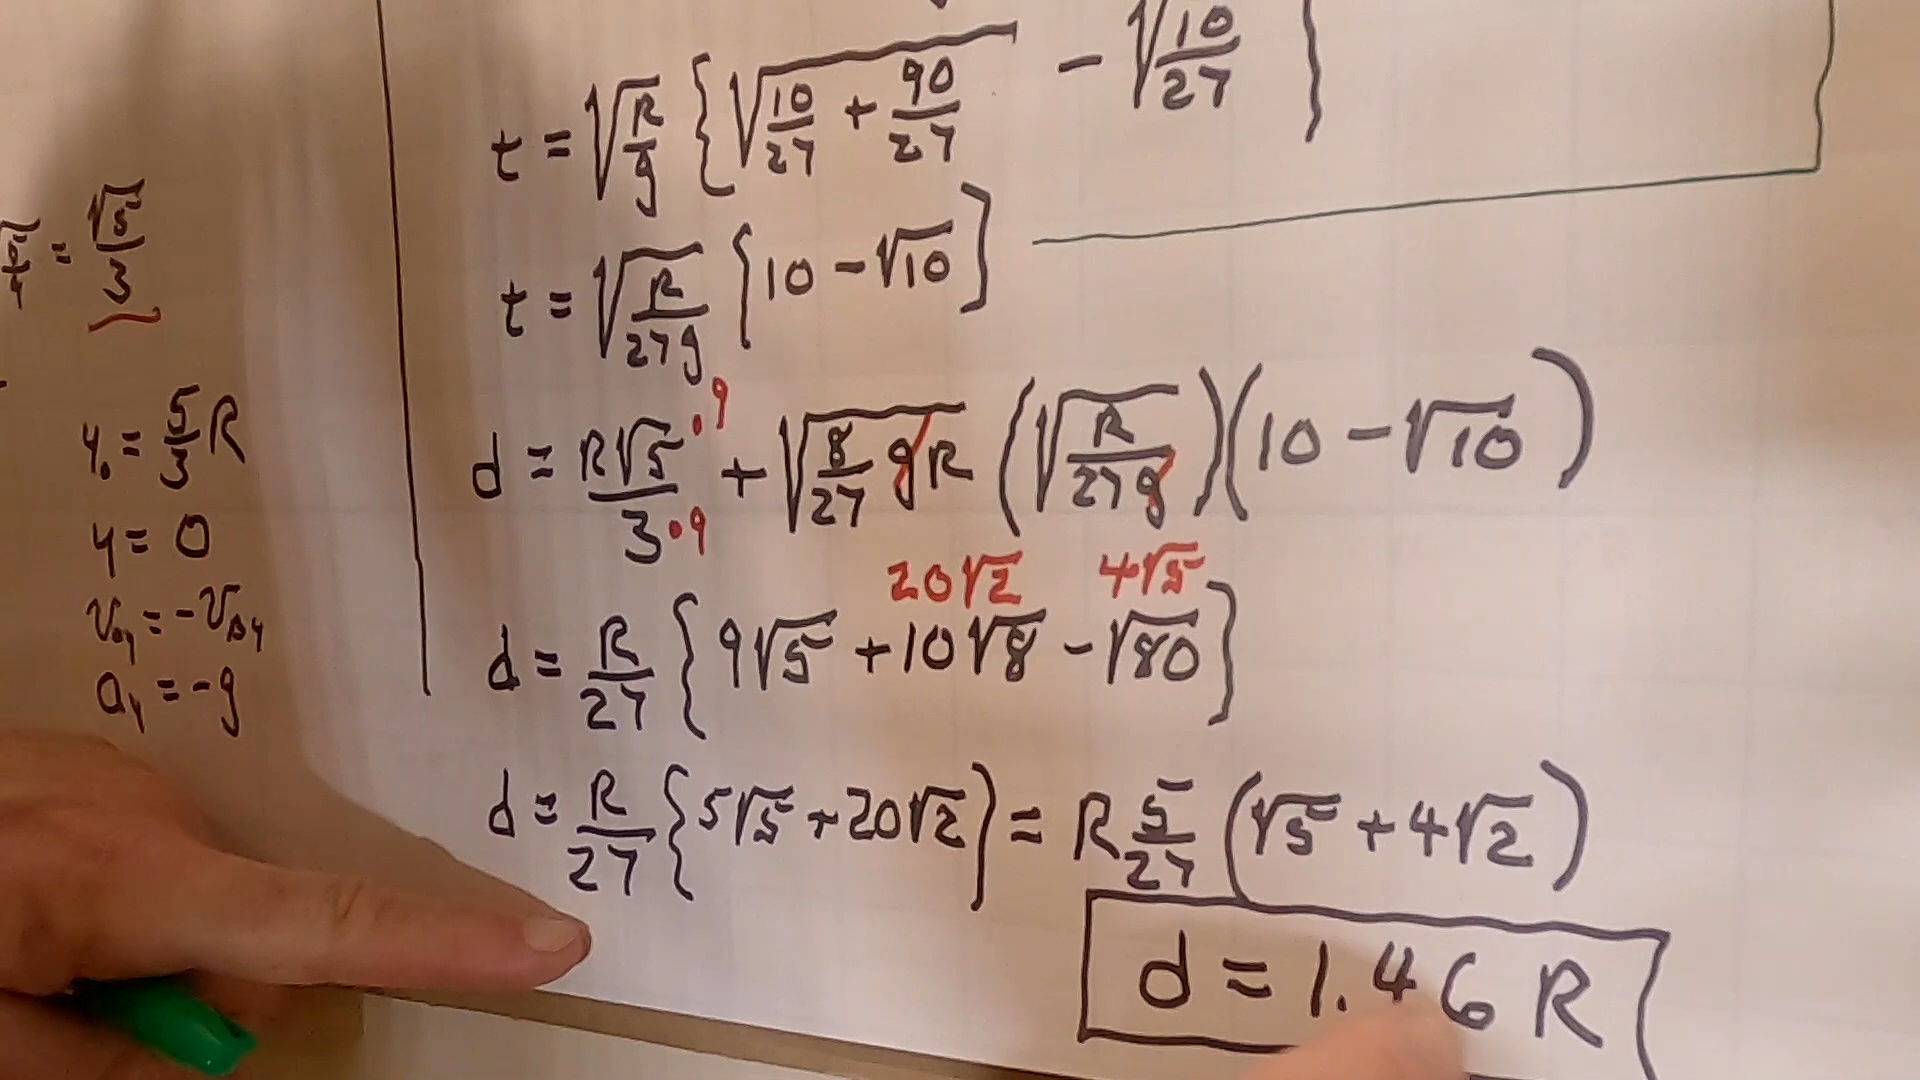 √5/3
y₀ = 5/3 R
y = 0
v₀y = -v_By
a_y = -g
t = √(R/g) { √(10/27 + 90/27) - √(10/27) }
t = √(R/27g) { 10 - √10 ]
d = R√5/3 ·9 ·9 + √(8/27 gR) (√(R/27g)) (10 - √10)
20√2 4√5
d = R/27 { 9√5 + 10√8 - √80 }
d = R/27 { 5√5 + 20√2 } = R 5/27 (√5 + 4√2)
d = 1.46 R